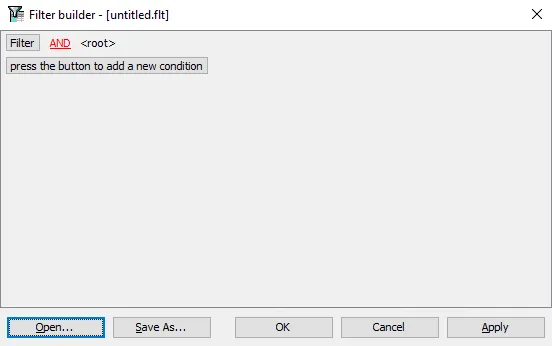 Filter builder - [untitled.flt]
Filter AND <root>
press the button to add a new condition
Open... Save As... OK Cancel Apply